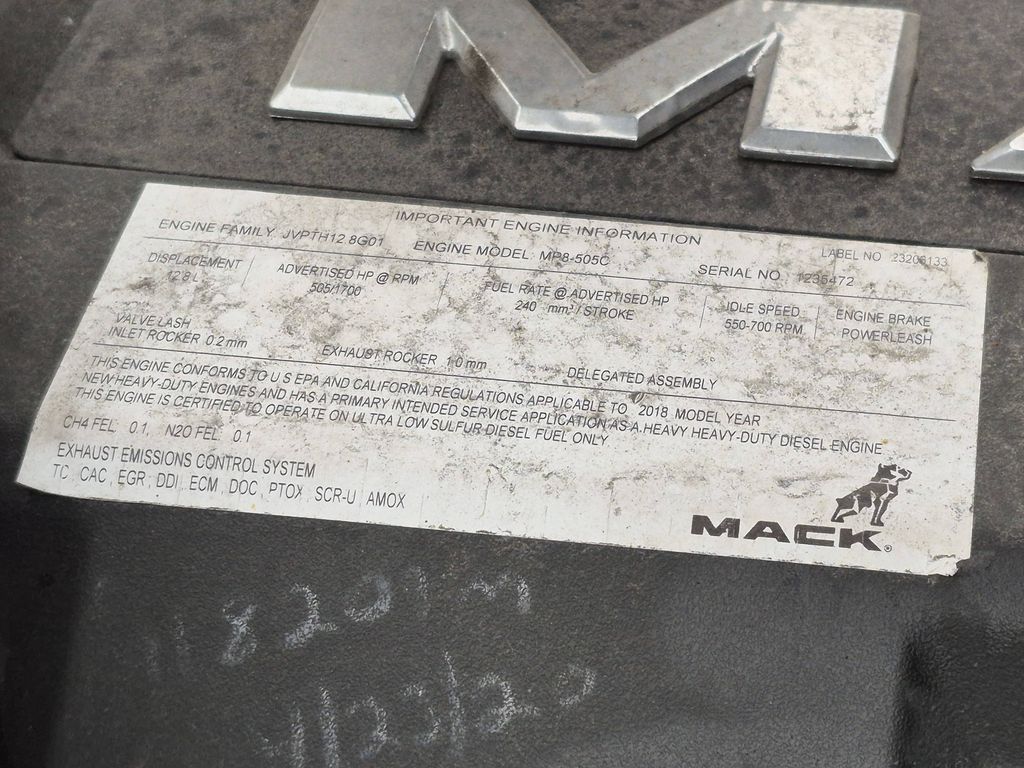 M
IMPORTANT ENGINE INFORMATION
LABEL NO 23206133
ENGINE FAMILY JVPTH12.8G01 ENGINE MODEL: MP8-505C SERIAL NO. 1235472
DISPLACEMENT ADVERTISED HP @ RPM FUEL RATE @ ADVERTISED HP IDLE SPEED ENGINE BRAKE
12.8 L 505/1700 240 mm³ / STROKE 550-700 RPM POWERLEASH
VALVE LASH
INLET ROCKER 0.2 mm EXHAUST ROCKER 1.0 mm DELEGATED ASSEMBLY
THIS ENGINE CONFORMS TO U S EPA AND CALIFORNIA REGULATIONS APPLICABLE TO 2018 MODEL YEAR
NEW HEAVY-DUTY ENGINES AND HAS A PRIMARY INTENDED SERVICE APPLICATION AS A HEAVY HEAVY-DUTY DIESEL ENGINE
THIS ENGINE IS CERTIFIED TO OPERATE ON ULTRA LOW SULFUR DIESEL FUEL ONLY
CH4 FEL: 0.1, N2O FEL: 0.1
EXHAUST EMISSIONS CONTROL SYSTEM
TC, CAC, EGR, DDI, ECM, DOC, PTOX, SCR-U, AMOX
MACK®
118201 m
1/23/20